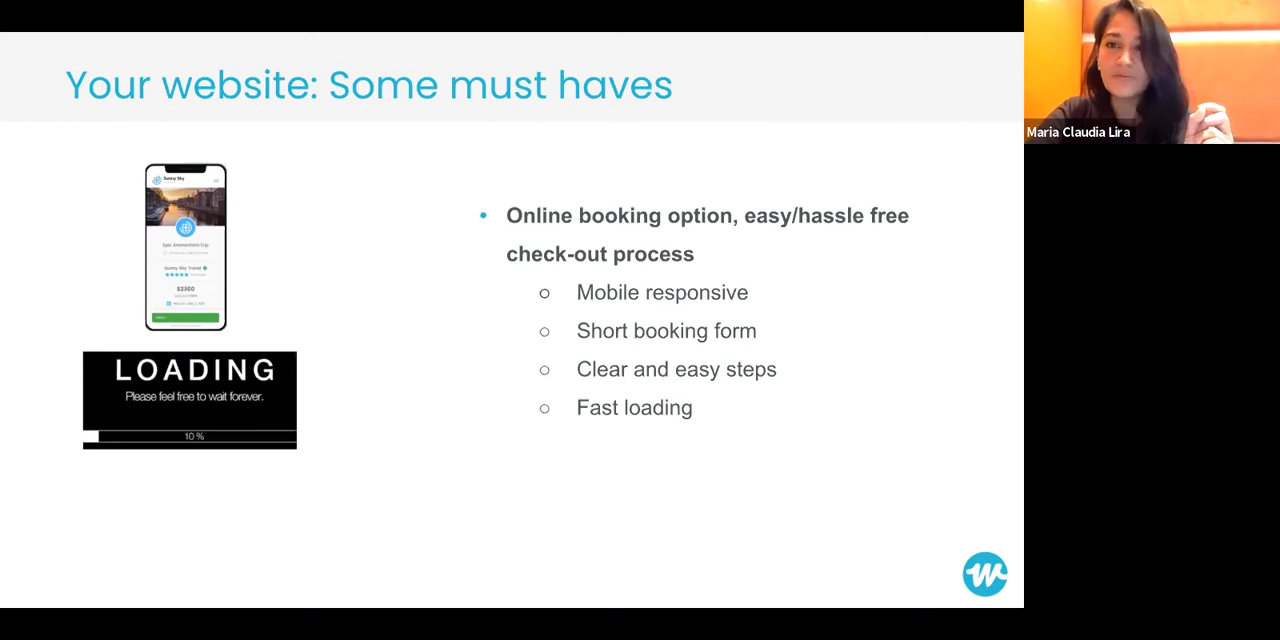 Your website: Some must haves
Maria Claudia Lira
Sunny Sky
Sunny Sky Travel
$2300
• Online booking option, easy/hassle free
check-out process
○ Mobile responsive
○ Short booking form
○ Clear and easy steps
○ Fast loading
LOADING
Please feel free to wait forever.
10 %